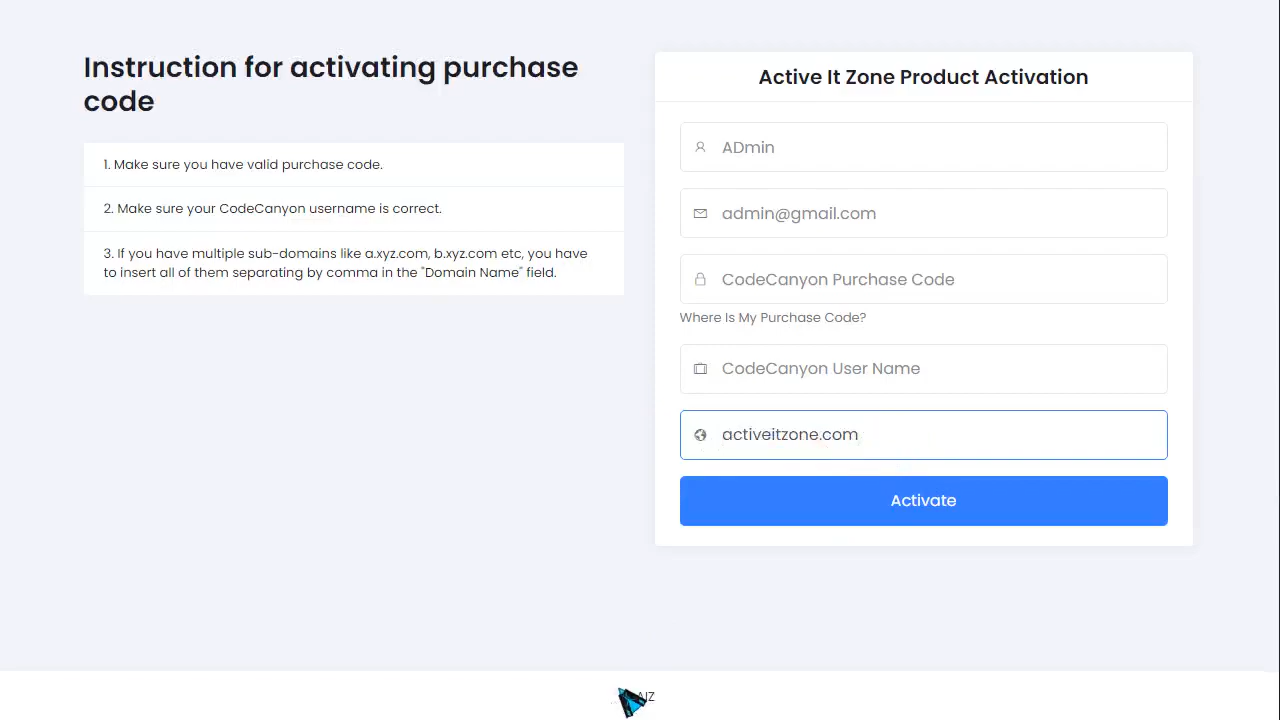 Instruction for activating purchase
code
1. Make sure you have valid purchase code.
2. Make sure your CodeCanyon username is correct.
3. If you have multiple sub-domains like a.xyz.com, b.xyz.com etc, you have
to insert all of them separating by comma in the "Domain Name" field.
Active It Zone Product Activation
ADmin
admin@gmail.com
CodeCanyon Purchase Code
Where Is My Purchase Code?
CodeCanyon User Name
activeitzone.com
Activate